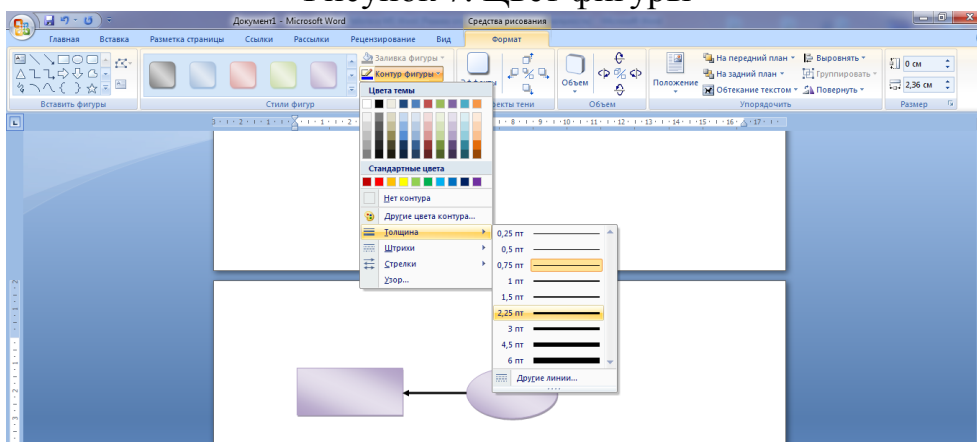 Рисунок 7. Цвет фигуры
Документ1 - Microsoft Word
Средства рисования
Главная Вставка Разметка страницы Ссылки Рассылки Рецензирование Вид Формат
Заливка фигуры
Контур фигуры
Объем
Положение
На передний план
На задний план
Обтекание текстом
Выровнять
Группировать
Повернуть
0 см
2,36 см
Вставить фигуры
Стили фигур
Объем
Упорядочить
Размер
Цвета темы
Стандартные цвета
Нет контура
Другие цвета контура...
Толщина
Штрихи
Стрелки
Узор...
0,25 пт
0,5 пт
0,75 пт
1 пт
1,5 пт
2,25 пт
3 пт
4,5 пт
6 пт
Другие линии...